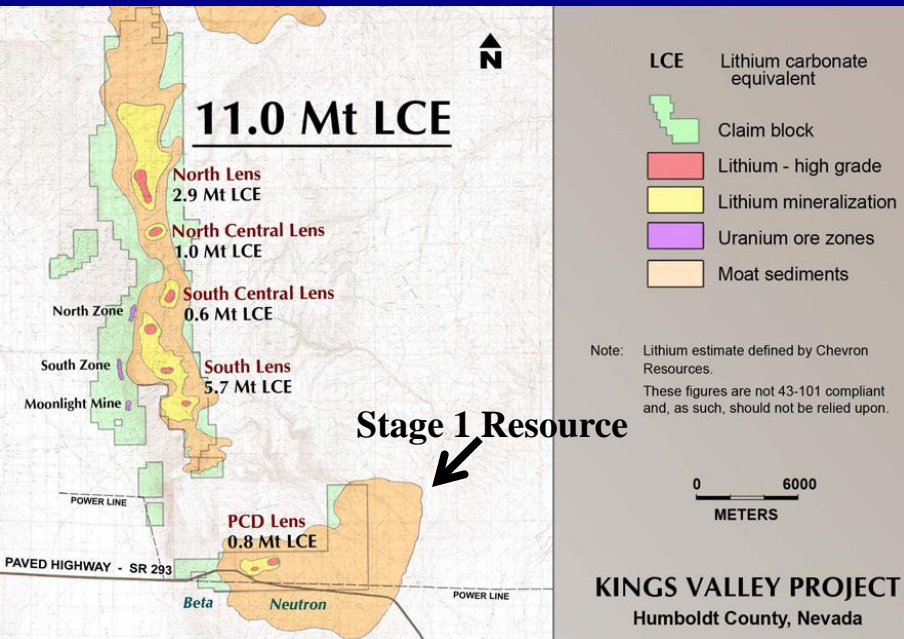 N
11.0 Mt LCE
North Lens
2.9 Mt LCE
North Central Lens
1.0 Mt LCE
South Central Lens
0.6 Mt LCE
North Zone
South Zone
South Lens
5.7 Mt LCE
Moonlight Mine
Stage 1 Resource
POWER LINE
PCD Lens
0.8 Mt LCE
PAVED HIGHWAY - SR 293
POWER LINE
Beta
Neutron
LCE Lithium carbonate
equivalent
Claim block
Lithium - high grade
Lithium mineralization
Uranium ore zones
Moat sediments
Note: Lithium estimate defined by Chevron
Resources.
These figures are not 43-101 compliant
and, as such, should not be relied upon.
0 6000
METERS
KINGS VALLEY PROJECT
Humboldt County, Nevada